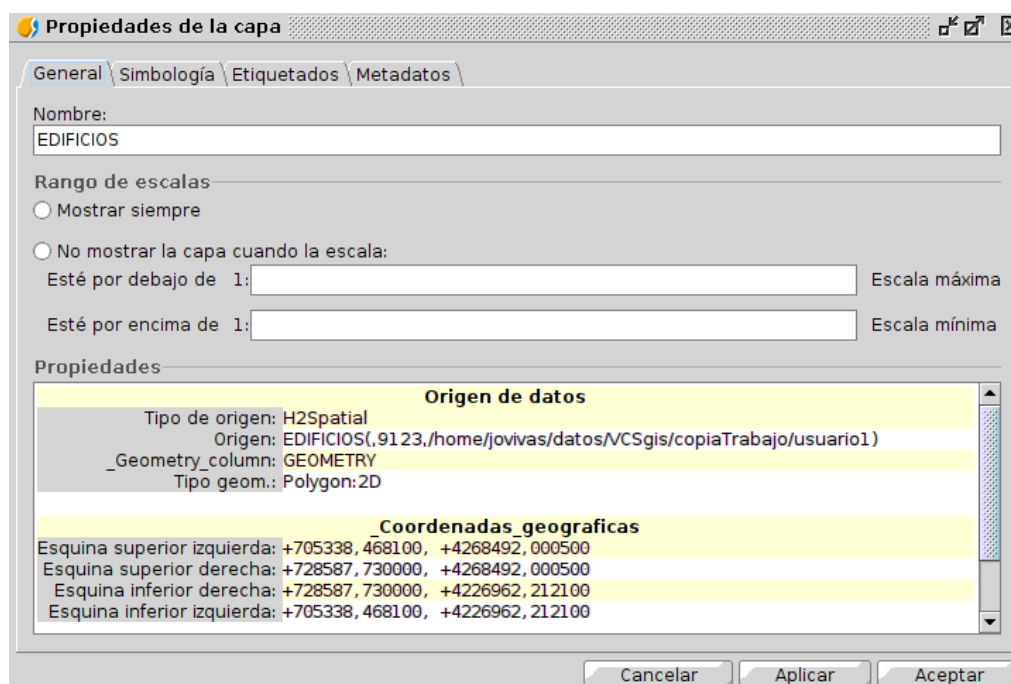 Propiedades de la capa
General Simbología Etiquetados Metadatos
Nombre:
EDIFICIOS
Rango de escalas
Mostrar siempre
No mostrar la capa cuando la escala:
Esté por debajo de 1: Escala máxima
Esté por encima de 1: Escala mínima
Propiedades
Origen de datos
Tipo de origen: H2Spatial
Origen: EDIFICIOS(,9123,/home/jovivas/datos/VCSgis/copiaTrabajo/usuario1)
_Geometry_column: GEOMETRY
Tipo geom.: Polygon:2D
_Coordenadas_geograficas
Esquina superior izquierda: +705338,468100, +4268492,000500
Esquina superior derecha: +728587,730000, +4268492,000500
Esquina inferior derecha: +728587,730000, +4226962,212100
Esquina inferior izquierda: +705338,468100, +4226962,212100
Cancelar Aplicar Aceptar